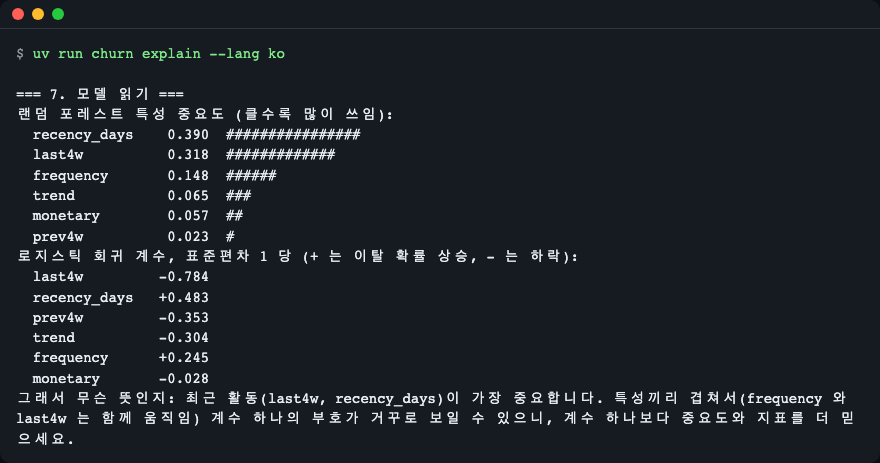 $ uv run churn explain --lang ko
=== 7. 모델 읽기 ===
랜덤 포레스트 특성 중요도 (클수록 많이 쓰임):
recency_days    0.390  ################
last4w          0.318  #############
frequency       0.148  ######
trend           0.065  ###
monetary        0.057  ##
prev4w          0.023  #
로지스틱 회귀 계수, 표준편차 1 당 (+ 는 이탈 확률 상승, - 는 하락):
last4w         -0.784
recency_days   +0.483
prev4w         -0.353
trend          -0.304
frequency      +0.245
monetary       -0.028
그래서 무슨 뜻인지: 최근 활동(last4w, recency_days)이 가장 중요합니다. 특성끼리 겹쳐서(frequency 와
last4w 는 함께 움직임) 계수 하나의 부호가 거꾸로 보일 수 있으니, 계수 하나보다 중요도와 지표를 더 믿
으세요.